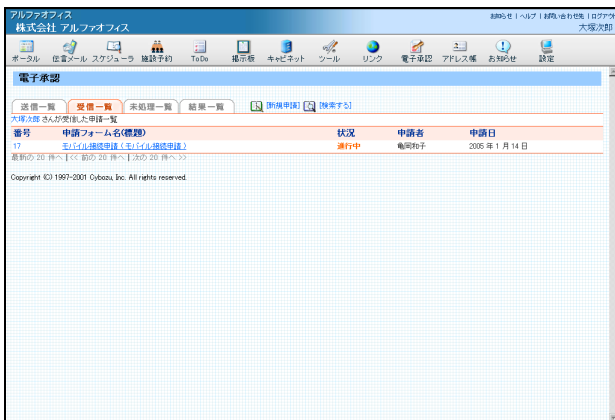 アルファオフィス
お知らせ | ヘルプ | お問い合わせ先 | ログアウト
株式会社 アルファオフィス
大塚次郎
ポータル 伝言メール スケジューラ 施設予約 ToDo 掲示板 キャビネット ツール リンク 電子承認 アドレス帳 お知らせ 設定
電子承認
送信一覧 受信一覧 未処理一覧 結果一覧 [新規申請] [検索する]
大塚次郎 さんが受信した申請一覧
番号 申請フォーム名(標題) 状況 申請者 申請日
17 モバイル接続申請 ( モバイル接続申請 ) 進行中 亀岡和子 2005 年 1 月 14 日
最新の 20 件へ | << 前の 20 件へ | 次の 20 件へ >>
Copyright (C) 1997-2001 Cybozu, Inc. All rights reserved.